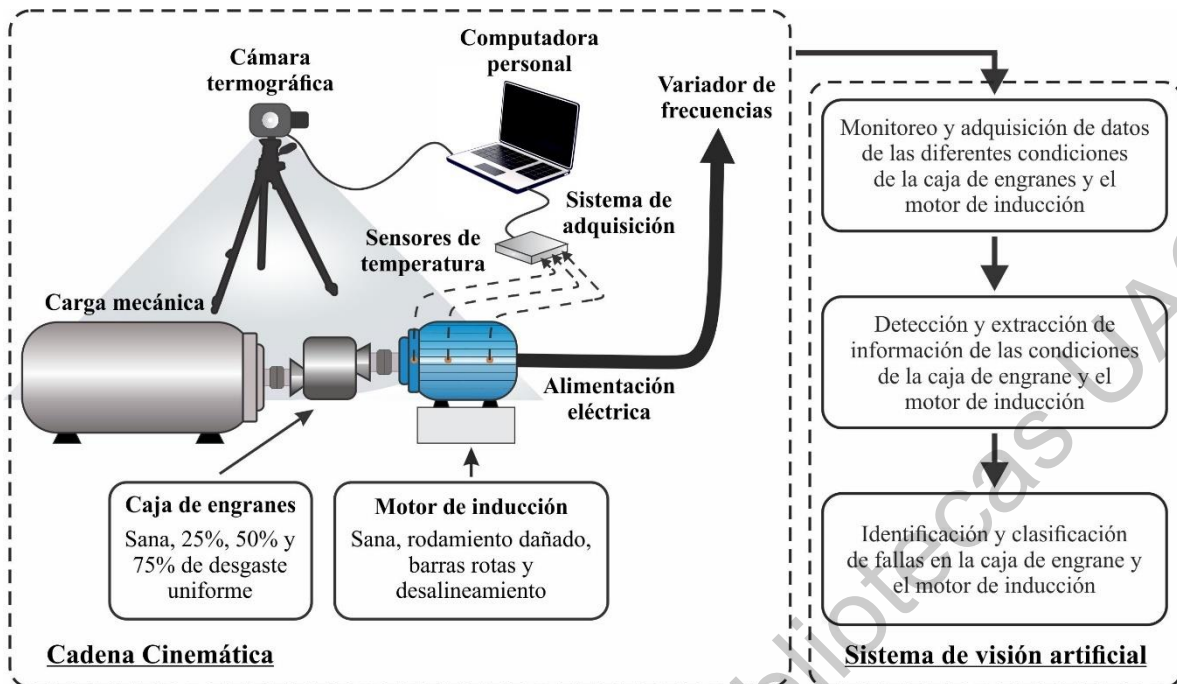 Cámara
termográfica
Computadora
personal
Variador de
frecuencias
Sistema de
adquisición
Sensores de
temperatura
Carga mecánica
Alimentación
eléctrica
Caja de engranes
Sana, 25%, 50% y
75% de desgaste
uniforme
Motor de inducción
Sana, rodamiento dañado,
barras rotas y
desalineamiento
Cadena Cinemática
Monitoreo y adquisición de datos
de las diferentes condiciones
de la caja de engranes y el
motor de inducción
Detección y extracción de
información de las condiciones
de la caja de engrane y el
motor de inducción
Identificación y clasificación
de fallas en la caja de engrane y
el motor de inducción
Sistema de visión artificial